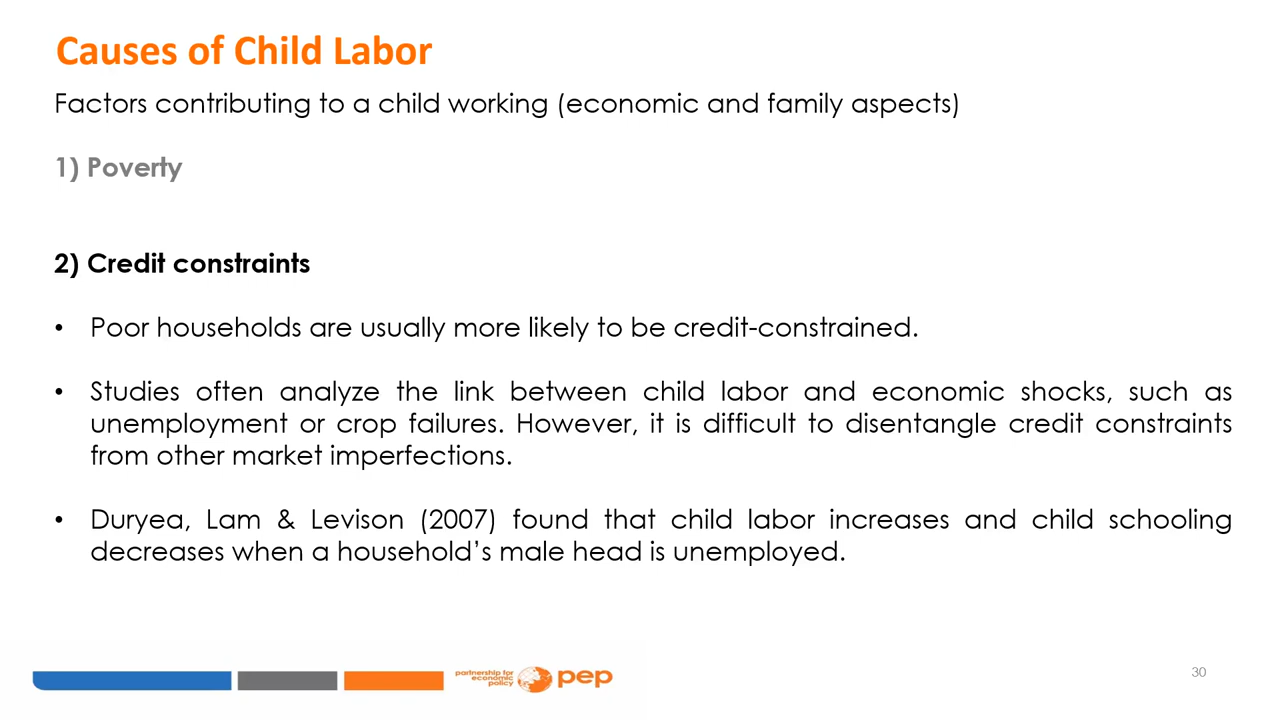 Causes of Child Labor
Factors contributing to a child working (economic and family aspects)
1) Poverty
2) Credit constraints
• Poor households are usually more likely to be credit-constrained.
• Studies often analyze the link between child labor and economic shocks, such as
unemployment or crop failures. However, it is difficult to disentangle credit constraints
from other market imperfections.
• Duryea, Lam & Levison (2007) found that child labor increases and child schooling
decreases when a household’s male head is unemployed.
partnership for
economic
policy
pep
30